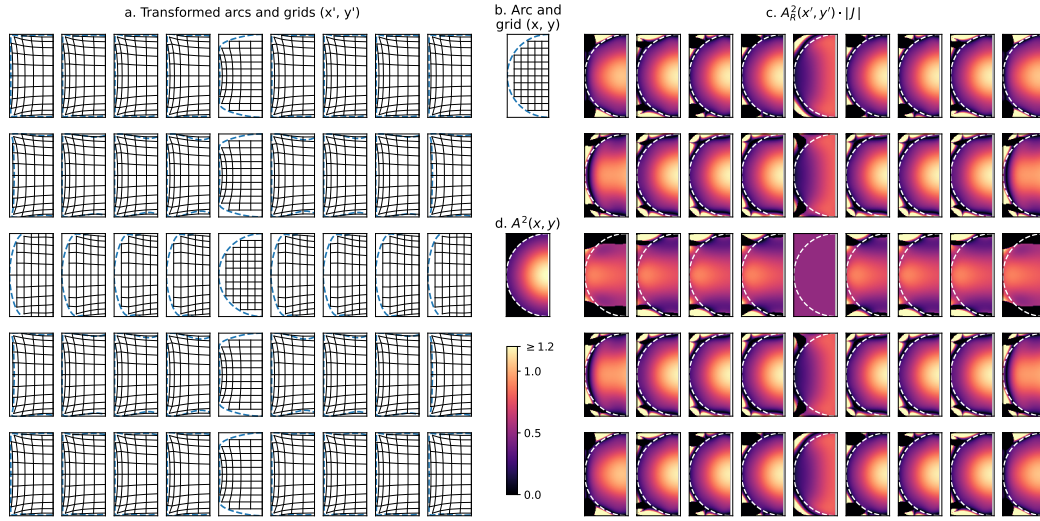 a. Transformed arcs and grids (x', y')
b. Arc and
grid (x, y)
c. $A_R^2(x', y') \cdot |J|$
d. $A^2(x, y)$
≥ 1.2
1.0
0.5
0.0